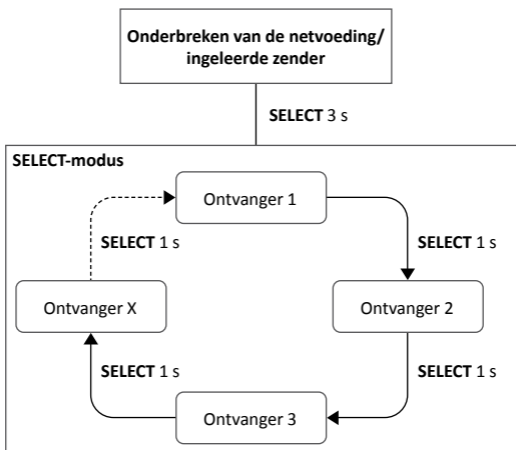 Onderbreken van de netvoeding/
ingeleerde zender
SELECT 3 s
SELECT-modus
Ontvanger 1
SELECT 1 s
SELECT 1 s
Ontvanger X
Ontvanger 2
SELECT 1 s
SELECT 1 s
Ontvanger 3